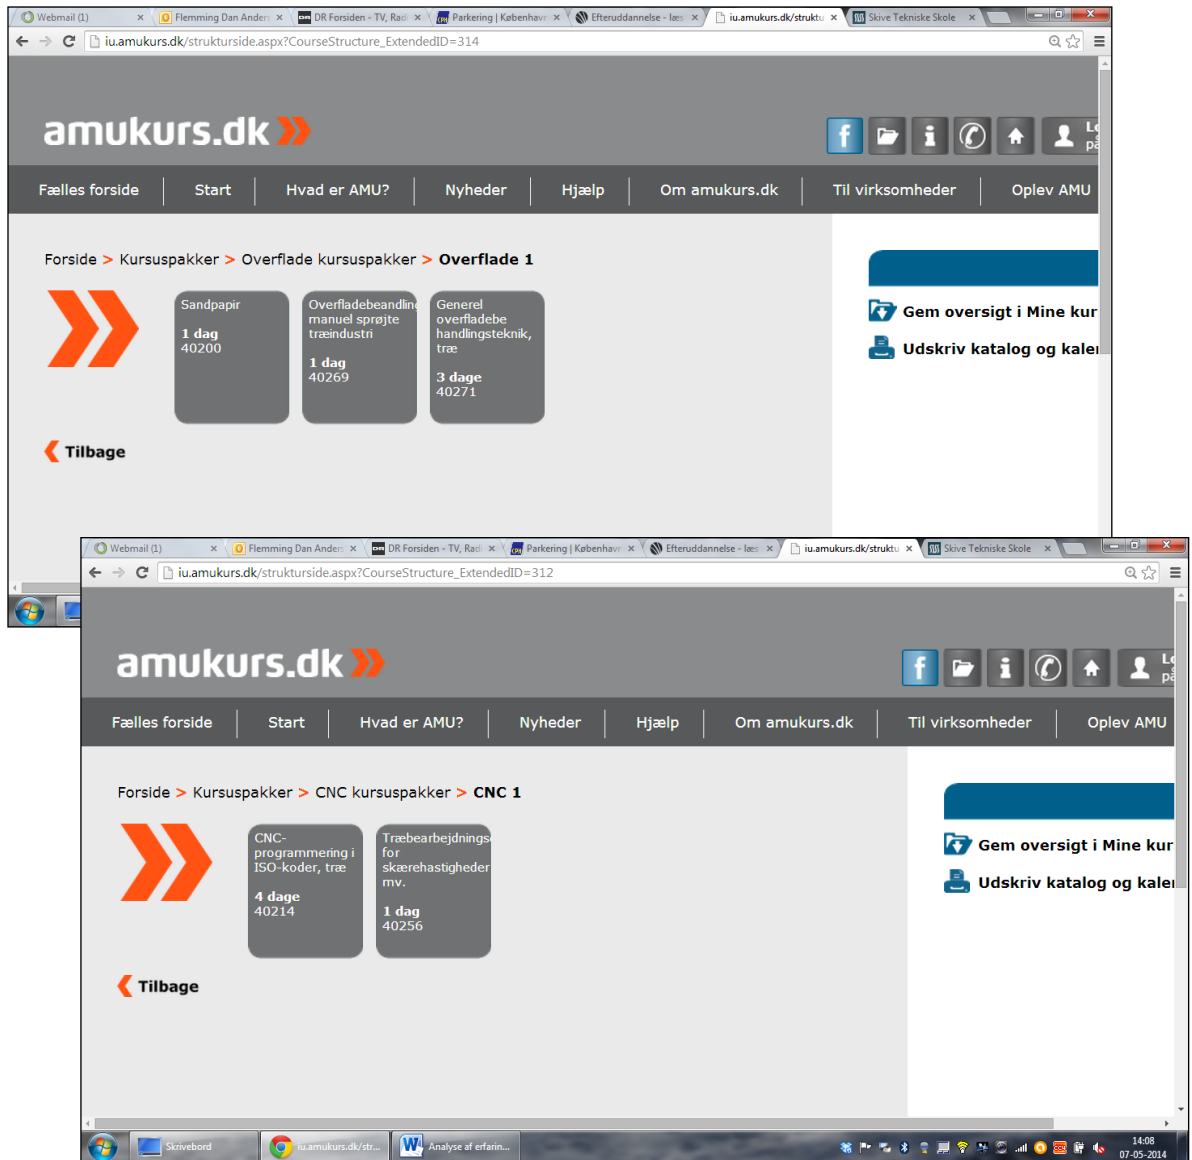 Webmail (1)
Flemming Dan Anders
DR Forsiden - TV, Radi
Parkering | København
Efteruddannelse - læs
iu.amukurs.dk/struktu
Skive Tekniske Skole
iu.amukurs.dk/strukturside.aspx?CourseStructure_ExtendedID=314
amukurs.dk
Fælles forside
Start
Hvad er AMU?
Nyheder
Hjælp
Om amukurs.dk
Til virksomheder
Oplev AMU
Forside > Kursuspakker > Overflade kursuspakker > Overflade 1
Sandpapir
1 dag
40200
Overfladebeandling
manuel sprøjte
træindustri
1 dag
40269
Generel
overfladebe
handlingsteknik,
træ
3 dage
40271
Gem oversigt i Mine kur
Udskriv katalog og kalen
Tilbage
Webmail (1)
Flemming Dan Anders
DR Forsiden - TV, Radi
Parkering | København
Efteruddannelse - læs
iu.amukurs.dk/struktu
Skive Tekniske Skole
iu.amukurs.dk/strukturside.aspx?CourseStructure_ExtendedID=312
amukurs.dk
Fælles forside
Start
Hvad er AMU?
Nyheder
Hjælp
Om amukurs.dk
Til virksomheder
Oplev AMU
Forside > Kursuspakker > CNC kursuspakker > CNC 1
CNC-
programmering i
ISO-koder, træ
4 dage
40214
Træbearbejdnings
for
skærehastigheder
mv.
1 dag
40256
Gem oversigt i Mine kur
Udskriv katalog og kalen
Tilbage
Skrivebord
iu.amukurs.dk/str...
Analyse af erfarin...
14:08
07-05-2014